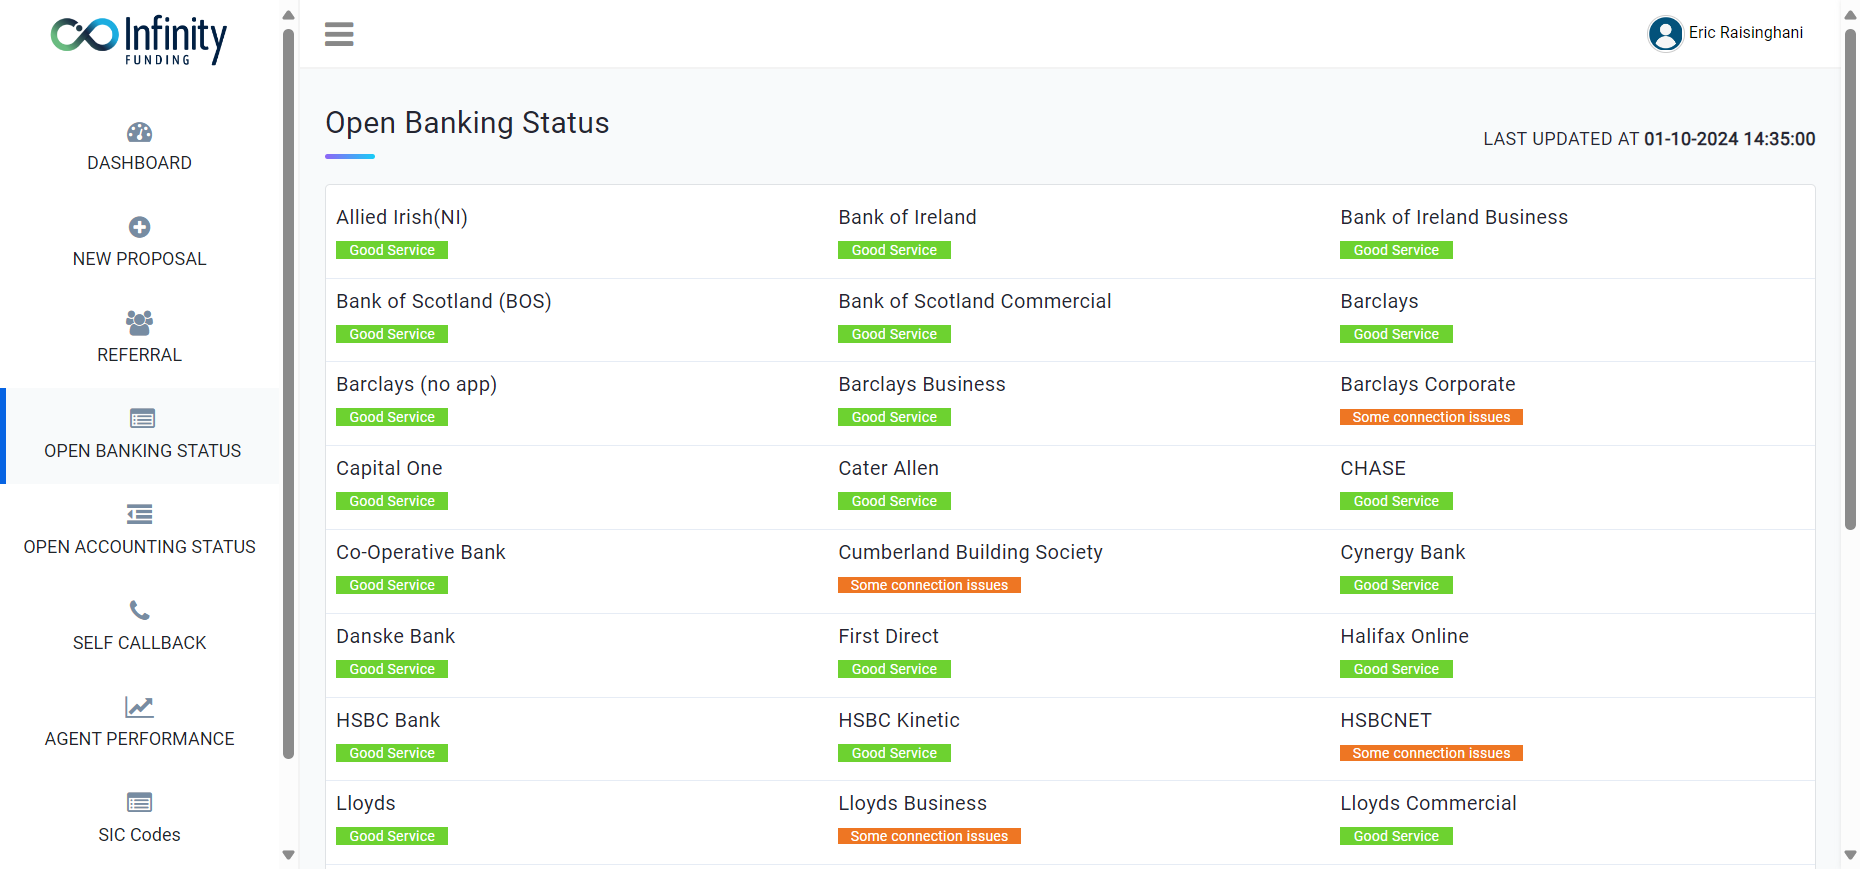 Infinity
FUNDING
Eric Raisinghani
DASHBOARD
NEW PROPOSAL
REFERRAL
OPEN BANKING STATUS
OPEN ACCOUNTING STATUS
SELF CALLBACK
AGENT PERFORMANCE
SIC Codes
Open Banking Status
LAST UPDATED AT 01-10-2024 14:35:00
Allied Irish(NI)
Good Service
Bank of Ireland
Good Service
Bank of Ireland Business
Good Service
Bank of Scotland (BOS)
Good Service
Bank of Scotland Commercial
Good Service
Barclays
Good Service
Barclays (no app)
Good Service
Barclays Business
Good Service
Barclays Corporate
Some connection issues
Capital One
Good Service
Cater Allen
Good Service
CHASE
Good Service
Co-Operative Bank
Good Service
Cumberland Building Society
Some connection issues
Cynergy Bank
Good Service
Danske Bank
Good Service
First Direct
Good Service
Halifax Online
Good Service
HSBC Bank
Good Service
HSBC Kinetic
Good Service
HSBCNET
Some connection issues
Lloyds
Good Service
Lloyds Business
Some connection issues
Lloyds Commercial
Good Service